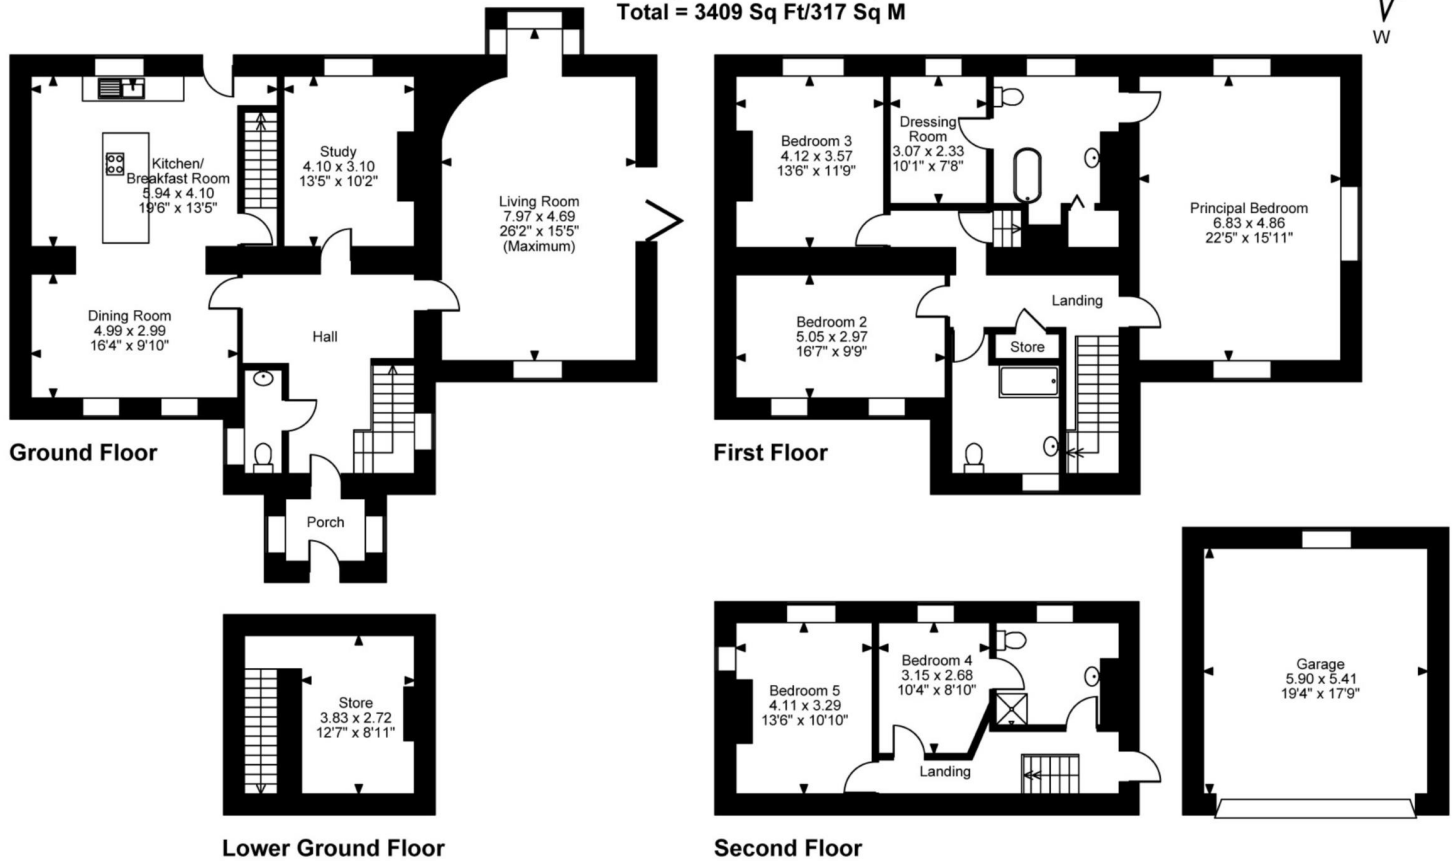 Total = 3409 Sq Ft/317 Sq M
W
Kitchen/
Breakfast Room
5.94 x 4.10
19'6" x 13'5"
Study
4.10 x 3.10
13'5" x 10'2"
Living Room
7.97 x 4.69
26'2" x 15'5"
(Maximum)
Dining Room
4.99 x 2.99
16'4" x 9'10"
Hall
Porch
Ground Floor
Bedroom 3
4.12 x 3.57
13'6" x 11'9"
Dressing
Room
3.07 x 2.33
10'1" x 7'8"
Principal Bedroom
6.83 x 4.86
22'5" x 15'11"
Bedroom 2
5.05 x 2.97
16'7" x 9'9"
Landing
Store
First Floor
Store
3.83 x 2.72
12'7" x 8'11"
Lower Ground Floor
Bedroom 5
4.11 x 3.29
13'6" x 10'10"
Bedroom 4
3.15 x 2.68
10'4" x 8'10"
Landing
Second Floor
Garage
5.90 x 5.41
19'4" x 17'9"